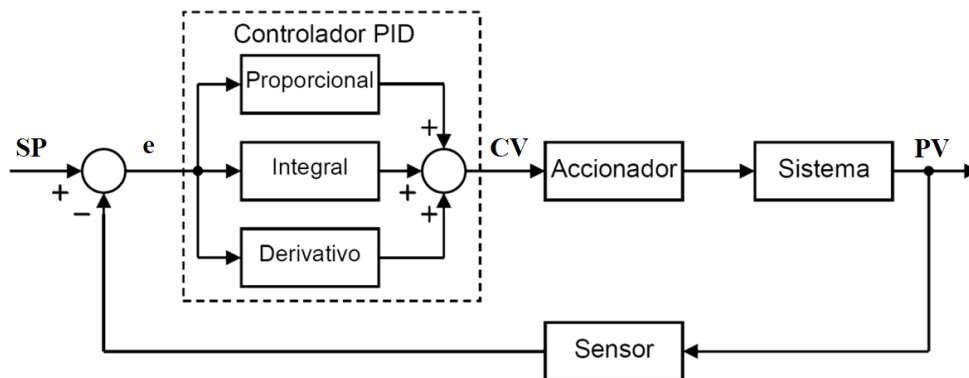 Controlador PID
Proporcional
+
SP
e
CV
PV
+
−
Integral
+
Accionador
Sistema
+
Derivativo
Sensor